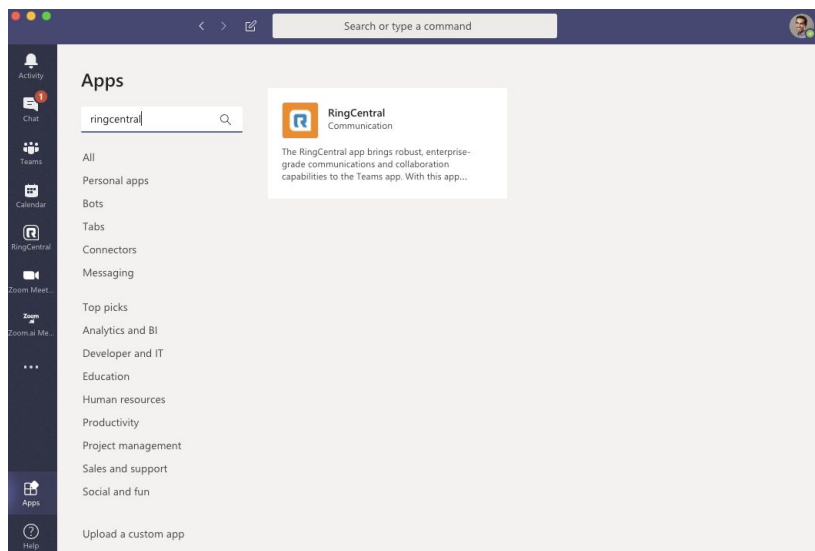 Search or type a command
Activity
1
Chat
Teams
Calendar
RingCentral
Zoom Meet...
Zoom
.ai
Zoom.ai Me...
Apps
Help
Apps
ringcentral
All
Personal apps
Bots
Tabs
Connectors
Messaging
Top picks
Analytics and BI
Developer and IT
Education
Human resources
Productivity
Project management
Sales and support
Social and fun
Upload a custom app
RingCentral
Communication
The RingCentral app brings robust, enterprise-
grade communications and collaboration
capabilities to the Teams app. With this app...